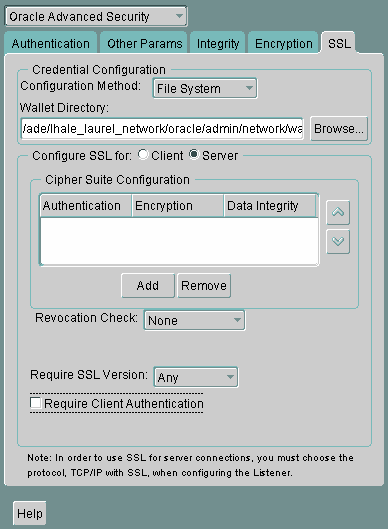 Oracle Advanced Security
Authentication Other Params Integrity Encryption SSL
Credential Configuration
Configuration Method: File System
Wallet Directory:
/ade/lhale_laurel_network/oracle/admin/network/wa Browse...
Configure SSL for: Client Server
Cipher Suite Configuration
Authentication Encryption Data Integrity
Add Remove
Revocation Check: None
Require SSL Version: Any
Require Client Authentication
Note: In order to use SSL for server connections, you must choose the
protocol, TCP/IP with SSL, when configuring the Listener.
Help